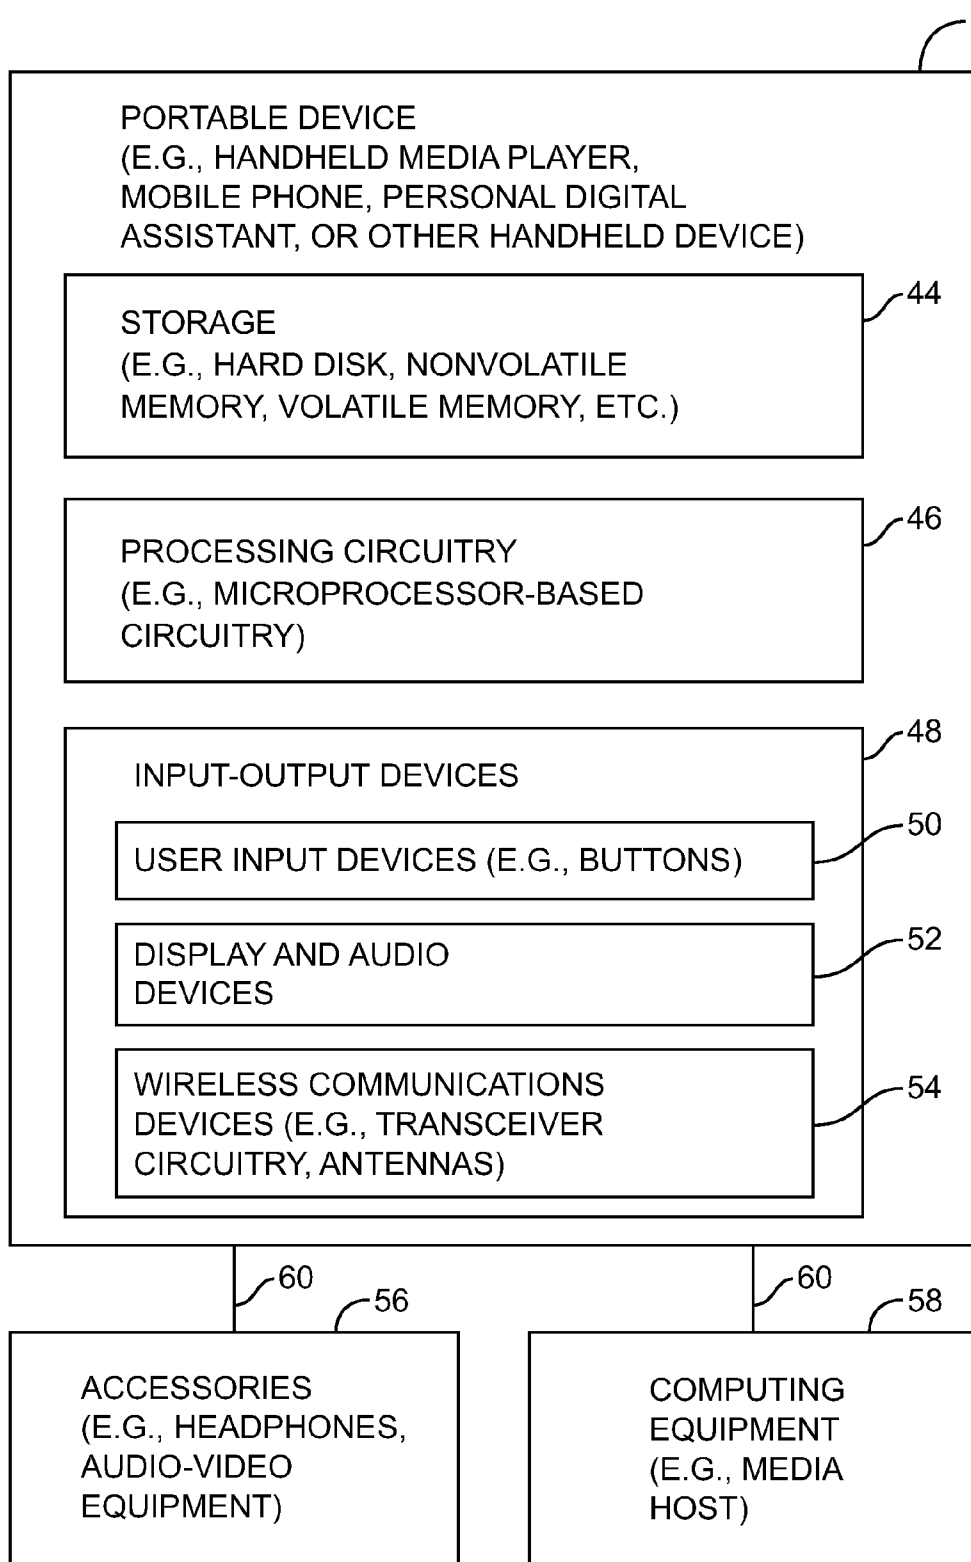 PORTABLE DEVICE
(E.G., HANDHELD MEDIA PLAYER,
MOBILE PHONE, PERSONAL DIGITAL
ASSISTANT, OR OTHER HANDHELD DEVICE)
44
STORAGE
(E.G., HARD DISK, NONVOLATILE
MEMORY, VOLATILE MEMORY, ETC.)
46
PROCESSING CIRCUITRY
(E.G., MICROPROCESSOR-BASED
CIRCUITRY)
48
INPUT-OUTPUT DEVICES
50
USER INPUT DEVICES (E.G., BUTTONS)
52
DISPLAY AND AUDIO
DEVICES
54
WIRELESS COMMUNICATIONS
DEVICES (E.G., TRANSCEIVER
CIRCUITRY, ANTENNAS)
60
60
56
58
ACCESSORIES
(E.G., HEADPHONES,
AUDIO-VIDEO
EQUIPMENT)
COMPUTING
EQUIPMENT
(E.G., MEDIA
HOST)